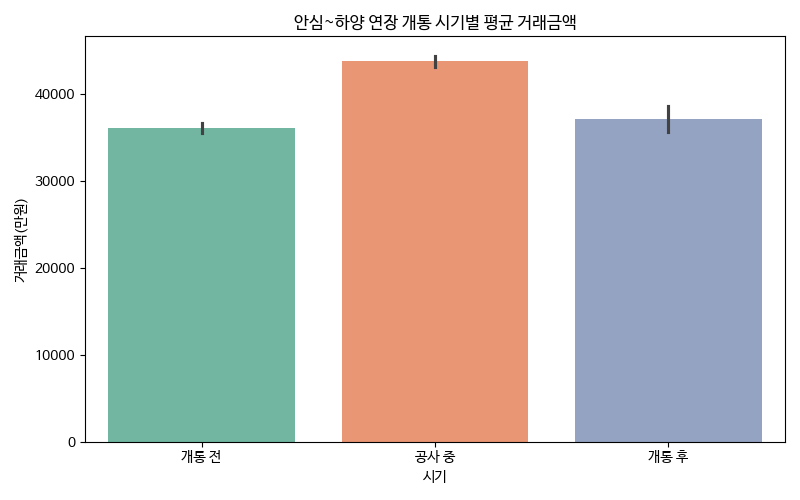 안심~하양 연장 개통 시기별 평균 거래금액
거래금액(만원)
40000
30000
20000
10000
0
개통 전
공사 중
개통 후
시기